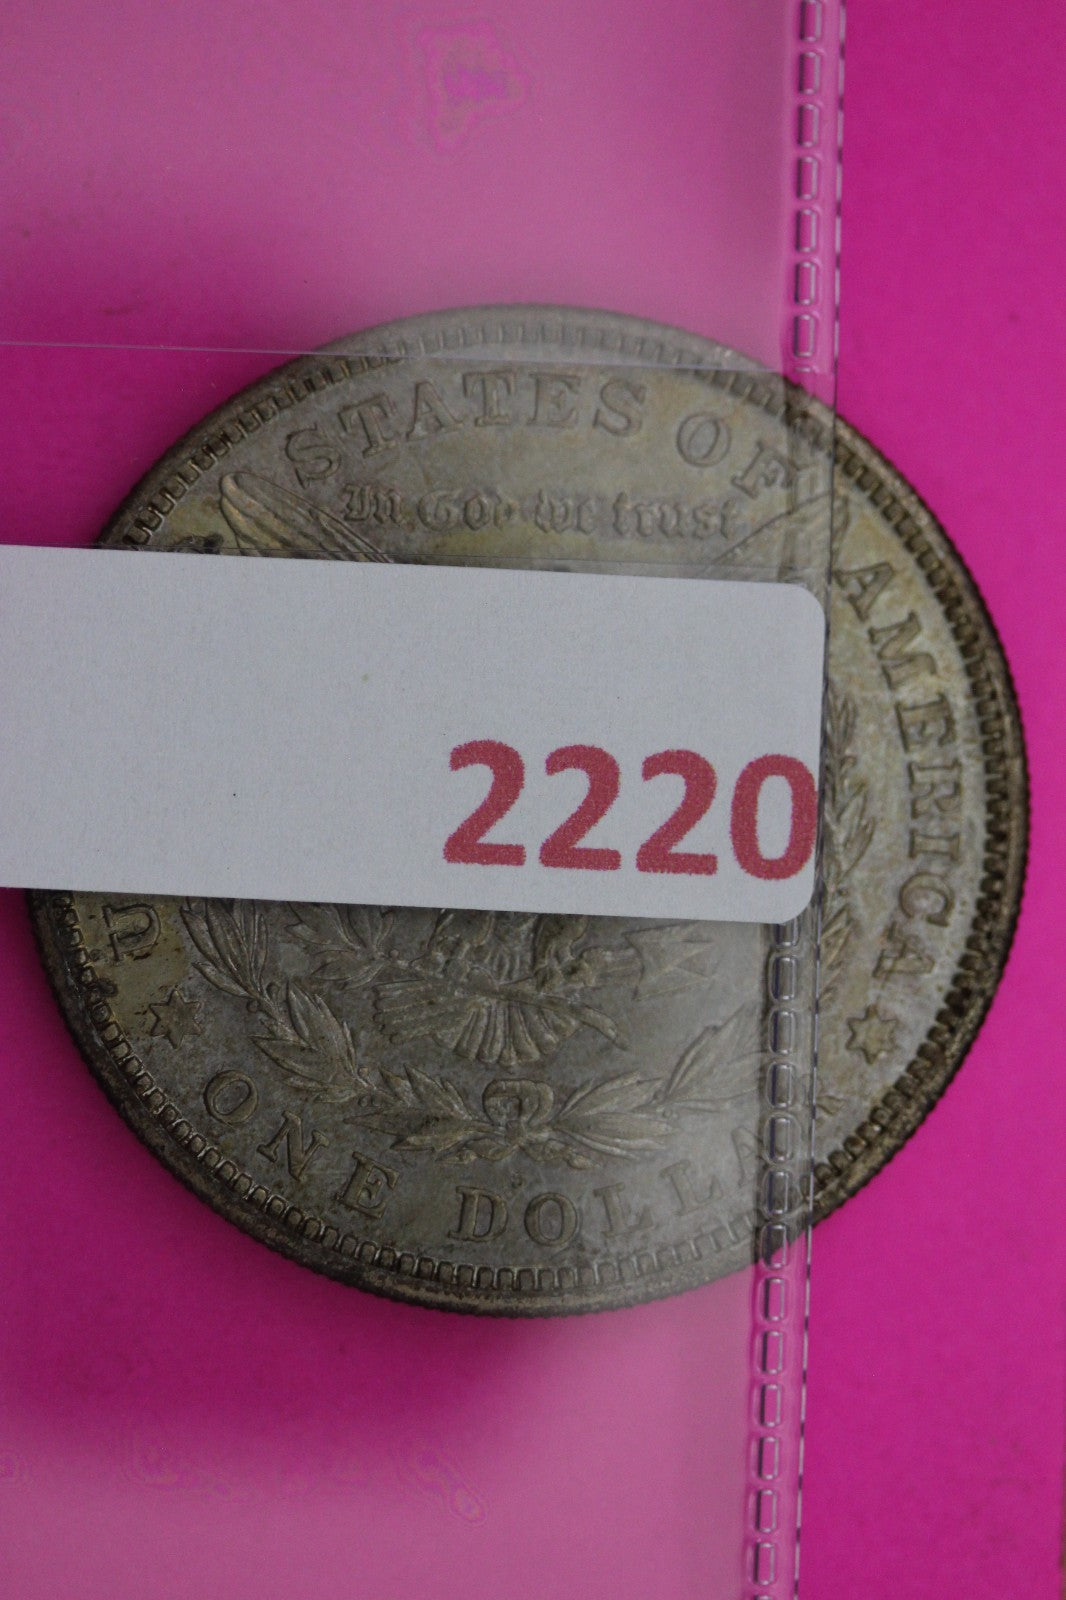 STATES OF AMERICA
In God we trust
2220
U
ONE DOLLA